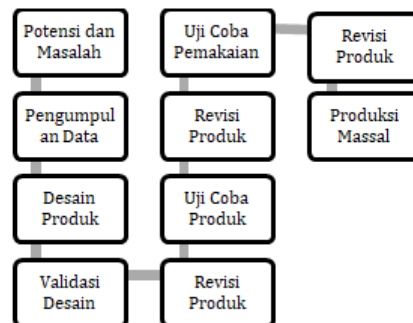 Potensi dan
Masalah
Pengumpul
an Data
Desain
Produk
Validasi
Desain
Revisi
Produk
Uji Coba
Produk
Revisi
Produk
Uji Coba
Pemakaian
Revisi
Produk
Produksi
Massal